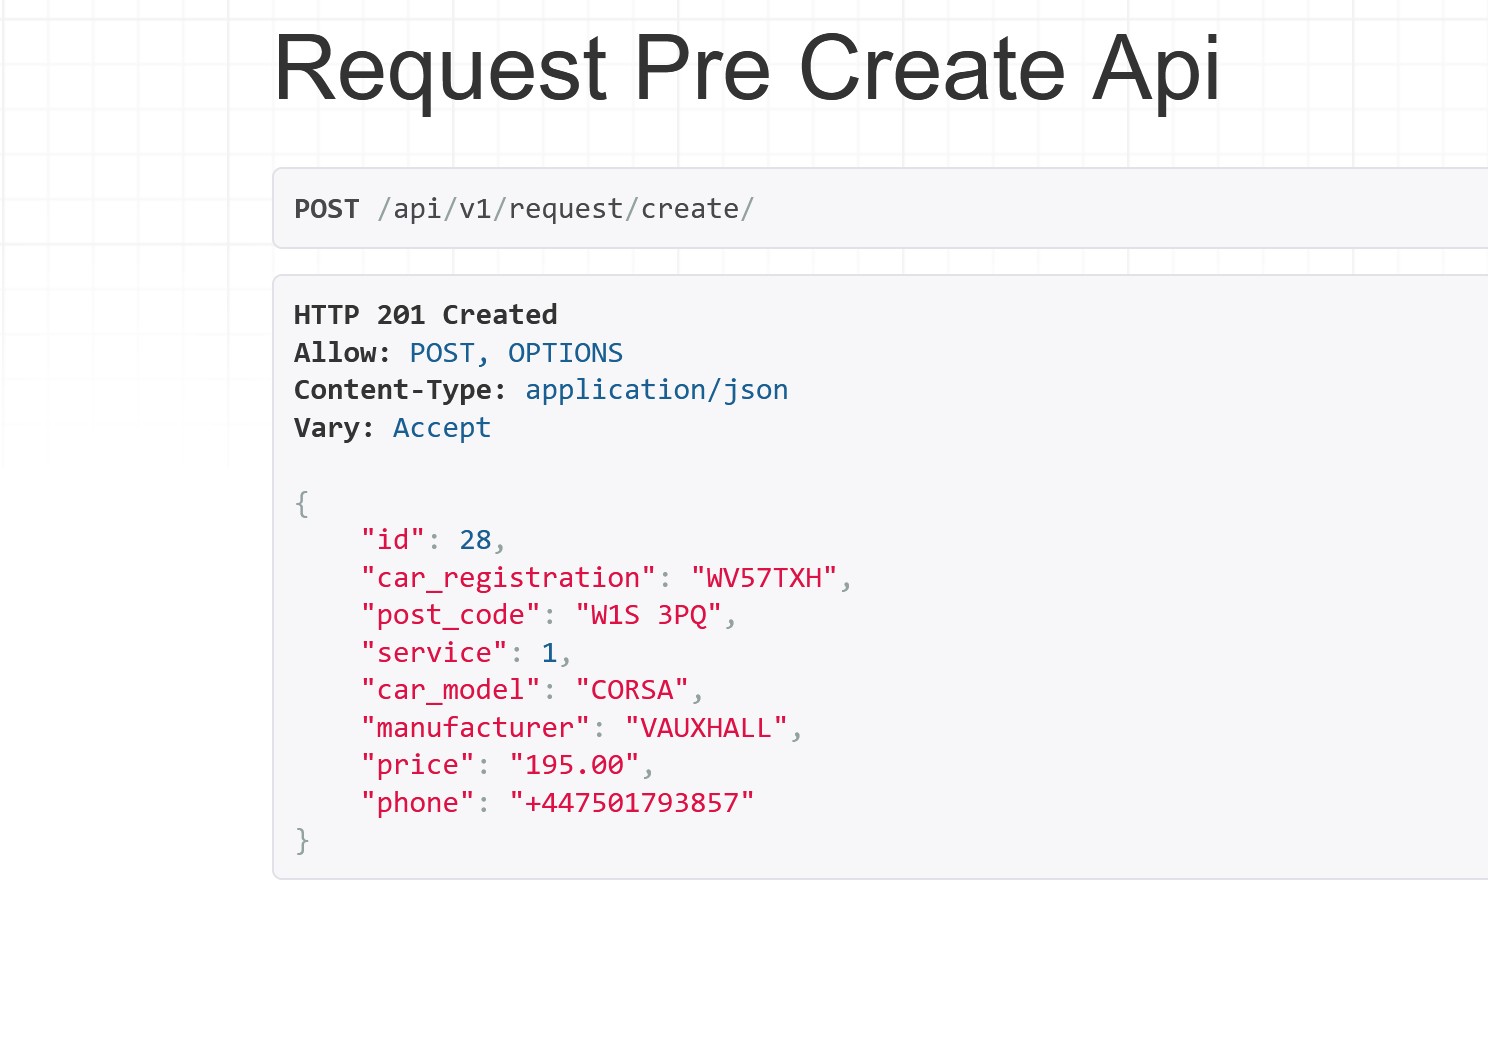 Request Pre Create Api
POST /api/v1/request/create/
HTTP 201 Created
Allow: POST, OPTIONS
Content-Type: application/json
Vary: Accept
{
    "id": 28,
    "car_registration": "WV57TXH",
    "post_code": "W1S 3PQ",
    "service": 1,
    "car_model": "CORSA",
    "manufacturer": "VAUXHALL",
    "price": "195.00",
    "phone": "+447501793857"
}